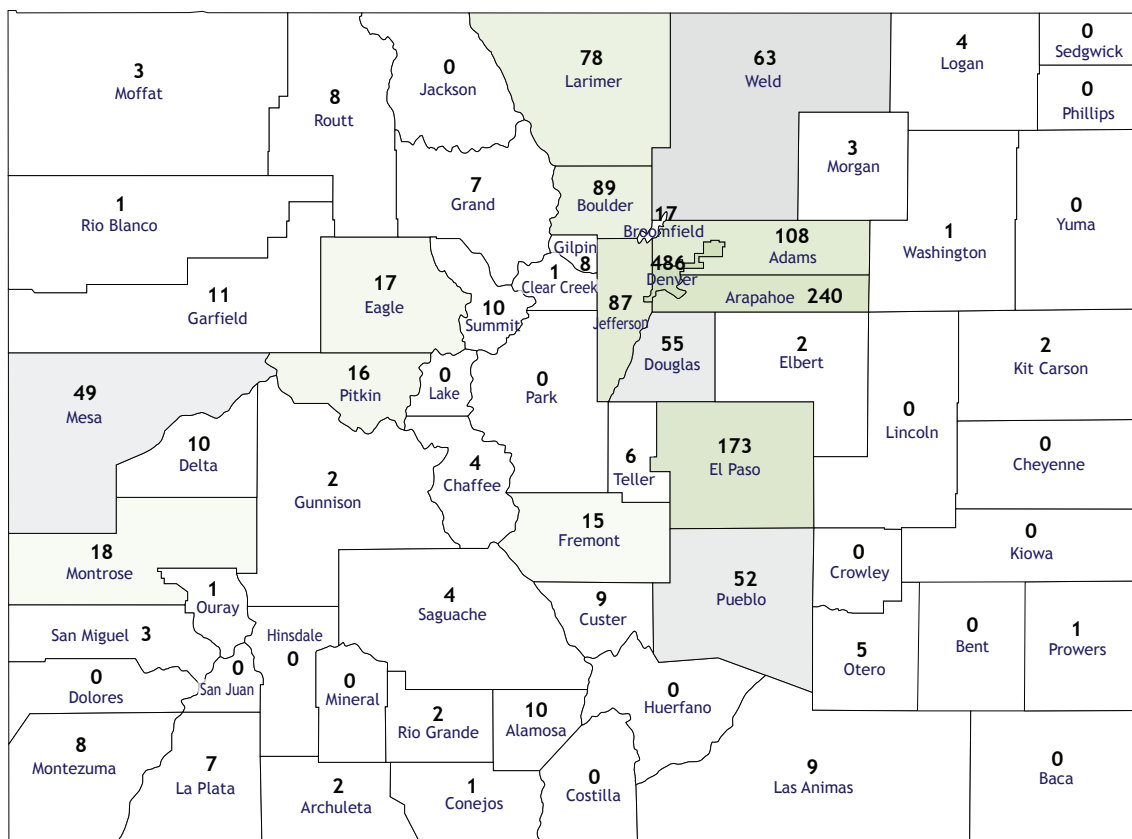 3
Moffat
8
Routt
0
Jackson
78
Larimer
63
Weld
4
Logan
0
Sedgwick
0
Phillips
1
Rio Blanco
7
Grand
89
Boulder
17
Broomfield
3
Morgan
1
Washington
0
Yuma
11
Garfield
17
Eagle
10
Summit
Gilpin
8
1
Clear Creek
87
Jefferson
486
Denver
108
Adams
Arapahoe 240
49
Mesa
16
Pitkin
0
Lake
0
Park
55
Douglas
2
Elbert
0
Lincoln
2
Kit Carson
10
Delta
2
Gunnison
4
Chaffee
6
Teller
173
El Paso
0
Cheyenne
18
Montrose
15
Fremont
0
Kiowa
1
Ouray
4
Saguache
9
Custer
52
Pueblo
0
Crowley
San Miguel 3
Hinsdale
0
5
Otero
0
Bent
1
Prowers
0
Dolores
0
San Juan
0
Mineral
2
Rio Grande
10
Alamosa
0
Huerfano
8
Montezuma
7
La Plata
2
Archuleta
1
Conejos
0
Costilla
9
Las Animas
0
Baca